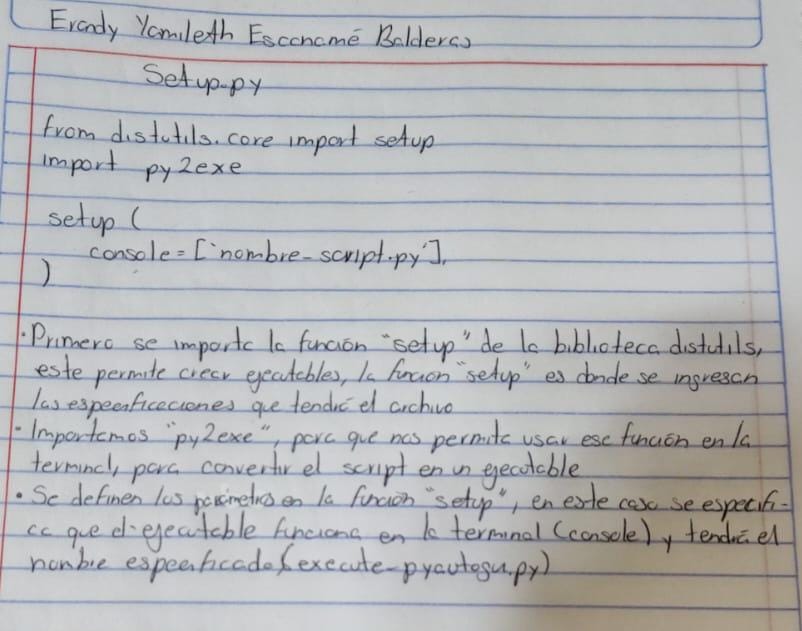 Erandy Yamileth Escanamé Balderas
Setup.py
from distutils.core import setup
import py2exe
setup (
console = ['nombre-script.py'],
)
· Primero se importa la función "setup" de la biblioteca distutils,
este permite crear ejecutables, la función "setup" es donde se ingresan
las especificaciones que tendrá el archivo
· Importamos "py2exe", para que nos permita usar esa función en la
terminal, para convertir el script en un ejecutable
• Se definen los parámetros en la función "setup", en este caso se especifi-
ca que el ejecutable funciona en la terminal (console) y tendrá el
nombre especificado (execute-pyautogui.py)